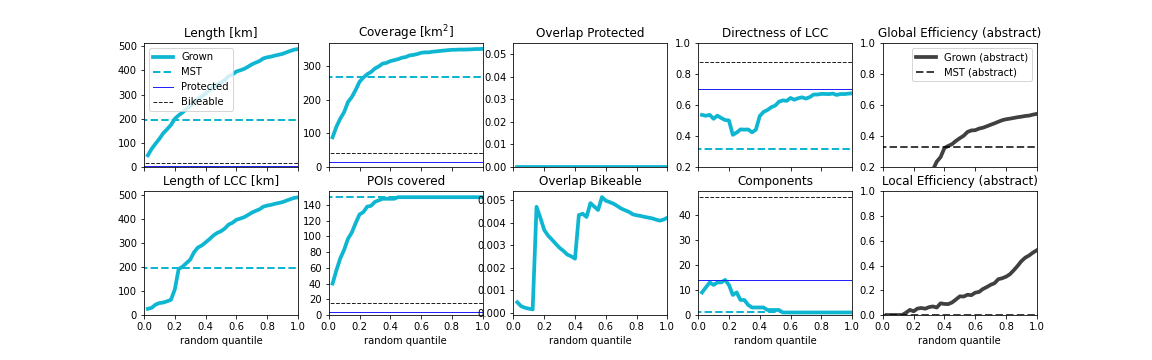 Length [km]
Coverage [km²]
Overlap Protected
Directness of LCC
Global Efficiency (abstract)
500
400
300
200
100
0
Grown
MST
Protected
Bikeable
300
200
100
0
0.05
0.04
0.03
0.02
0.01
0.00
1.0
0.8
0.6
0.4
0.2
1.0
0.8
0.6
0.4
0.2
Grown (abstract)
MST (abstract)
Length of LCC [km]
POIs covered
Overlap Bikeable
Components
Local Efficiency (abstract)
500
400
300
200
100
0
140
120
100
80
60
40
20
0
0.005
0.004
0.003
0.002
0.001
0.000
40
30
20
10
0
1.0
0.8
0.6
0.4
0.2
0.0
0.0 0.2 0.4 0.6 0.8 1.0
0.2 0.4 0.6 0.8 1.0
0.2 0.4 0.6 0.8 1.0
0.0 0.2 0.4 0.6 0.8 1.0
0.0 0.2 0.4 0.6 0.8 1.0
random quantile
random quantile
random quantile
random quantile
random quantile